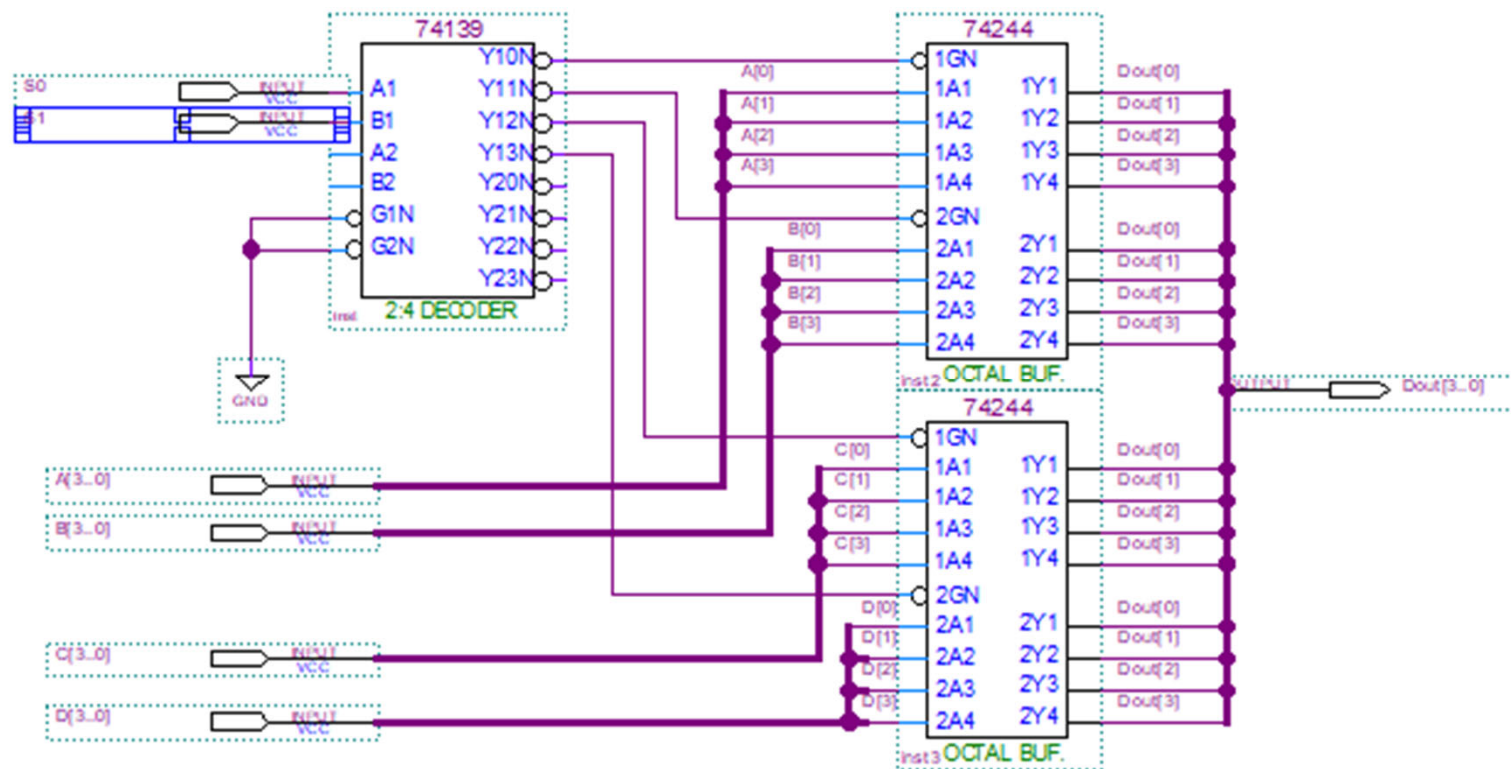 74139
S0
INPUT
VCC
S1
INPUT
VCC
A1
B1
A2
B2
G1N
G2N
Y10N
Y11N
Y12N
Y13N
Y20N
Y21N
Y22N
Y23N
inst
2:4 DECODER
GND
A[3..0]
INPUT
VCC
B[3..0]
INPUT
VCC
C[3..0]
INPUT
VCC
D[3..0]
INPUT
VCC
74244
A[0]
A[1]
A[2]
A[3]
B[0]
B[1]
B[2]
B[3]
1GN
1A1
1A2
1A3
1A4
2GN
2A1
2A2
2A3
2A4
1Y1
1Y2
1Y3
1Y4
2Y1
2Y2
2Y3
2Y4
Dout[0]
Dout[1]
Dout[2]
Dout[3]
Dout[0]
Dout[1]
Dout[2]
Dout[3]
inst2
OCTAL BUF.
OUTPUT
Dout[3..0]
74244
C[0]
C[1]
C[2]
C[3]
D[0]
D[1]
D[2]
D[3]
1GN
1A1
1A2
1A3
1A4
2GN
2A1
2A2
2A3
2A4
1Y1
1Y2
1Y3
1Y4
2Y1
2Y2
2Y3
2Y4
Dout[0]
Dout[1]
Dout[2]
Dout[3]
Dout[0]
Dout[1]
Dout[2]
Dout[3]
inst3
OCTAL BUF.